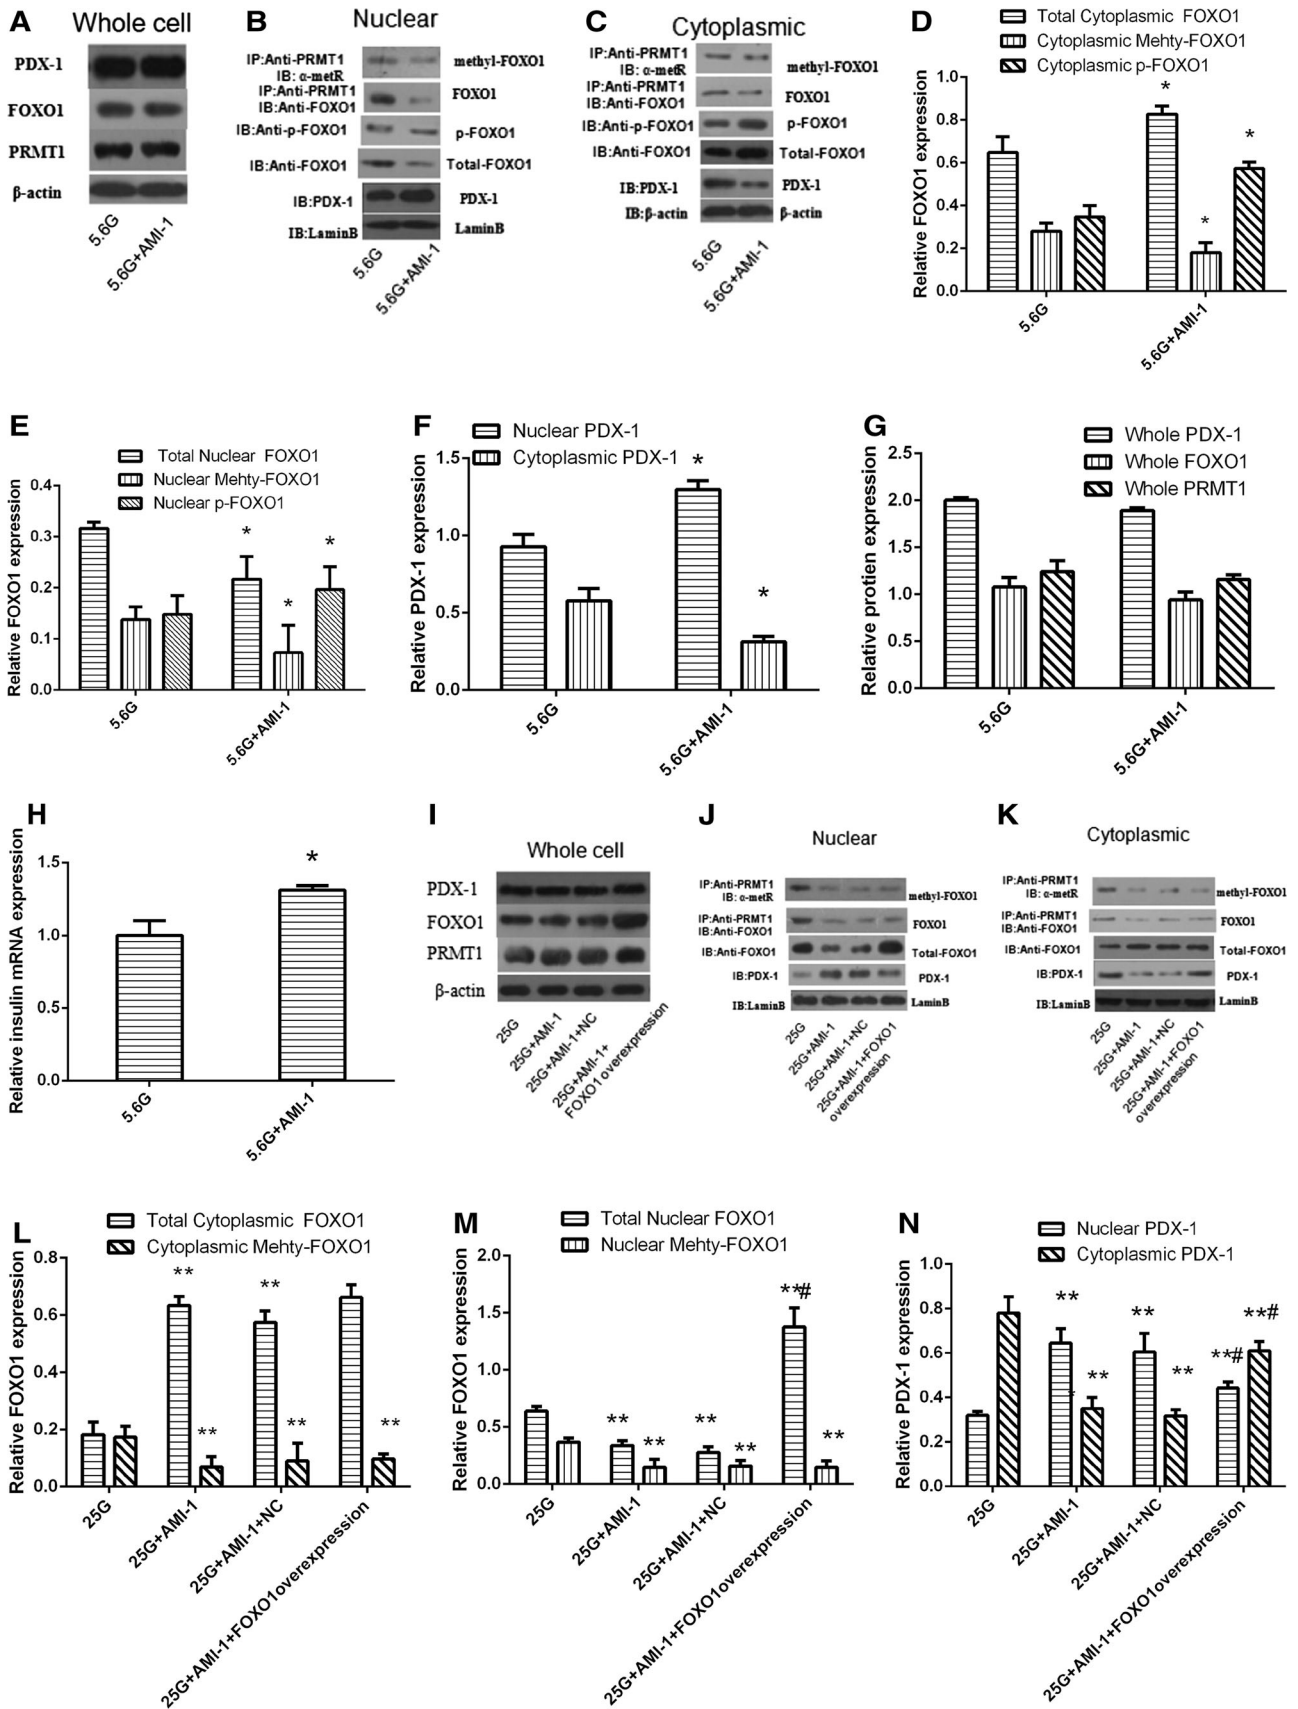 A
Whole cell
PDX-1
FOXO1
PRMT1
β-actin
5.6G
5.6G+AMI-1
B
Nuclear
IP:Anti-PRMT1
IB: α-metR
methyl-FOXO1
IP:Anti-PRMT1
IB:Anti-FOXO1
FOXO1
IB:Anti-p-FOXO1
p-FOXO1
IB:Anti-FOXO1
Total-FOXO1
IB:PDX-1
PDX-1
IB:LaminB
LaminB
5.6G
5.6G+AMI-1
C
Cytoplasmic
IP:Anti-PRMT1
IB: α-metR
methyl-FOXO1
IP:Anti-PRMT1
IB:Anti-FOXO1
FOXO1
IB:Anti-p-FOXO1
p-FOXO1
IB:Anti-FOXO1
Total-FOXO1
IB:PDX-1
PDX-1
IB:β-actin
β-actin
5.6G
5.6G+AMI-1
D
Total Cytoplasmic FOXO1
Cytoplasmic Mehty-FOXO1
Cytoplasmic p-FOXO1
Relative FOXO1 expression
1.0
0.8
0.6
0.4
0.2
0.0
*
*
*
5.6G
5.6G+AMI-1
E
Total Nuclear FOXO1
Nuclear Mehty-FOXO1
Nuclear p-FOXO1
Relative FOXO1 expression
0.4
0.3
0.2
0.1
0.0
*
*
*
5.6G
5.6G+AMI-1
F
Nuclear PDX-1
Cytoplasmic PDX-1
Relative PDX-1 expression
1.5
1.0
0.5
0.0
*
*
5.6G
5.6G+AMI-1
G
Whole PDX-1
Whole FOXO1
Whole PRMT1
Relative protien expression
2.5
2.0
1.5
1.0
0.5
0.0
5.6G
5.6G+AMI-1
H
Relative insulin mRNA expression
1.5
1.0
0.5
0.0
*
5.6G
5.6G+AMI-1
I
Whole cell
PDX-1
FOXO1
PRMT1
β-actin
25G
25G+AMI-1
25G+AMI-1+NC
25G+AMI-1+
FOXO1 overexpression
J
Nuclear
IP:Anti-PRMT1
IB: α-metR
methyl-FOXO1
IP:Anti-PRMT1
IB:Anti-FOXO1
FOXO1
IB:Anti-FOXO1
Total-FOXO1
IB:PDX-1
PDX-1
IB:LaminB
LaminB
25G
25G+AMI-1
25G+AMI-1+NC
25G+AMI-1+FOXO1
overexpression
K
Cytoplasmic
IP:Anti-PRMT1
IB: α-metR
methyl-FOXO1
IP:Anti-PRMT1
IB:Anti-FOXO1
FOXO1
IB:Anti-FOXO1
Total-FOXO1
IB:PDX-1
PDX-1
IB:LaminB
LaminB
25G
25G+AMI-1
25G+AMI-1+NC
25G+AMI-1+FOXO1
overexpression
L
Total Cytoplasmic FOXO1
Cytoplasmic Mehty-FOXO1
Relative FOXO1 expression
0.8
0.6
0.4
0.2
0.0
**
**
**
**
**
25G
25G+AMI-1
25G+AMI-1+NC
25G+AMI-1+FOXO1overexpression
M
Total Nuclear FOXO1
Nuclear Mehty-FOXO1
Relative FOXO1 expression
2.0
1.5
1.0
0.5
0.0
**
**
**
**
**#
**
25G
25G+AMI-1
25G+AMI-1+NC
25G+AMI-1+FOXO1overexpression
N
Nuclear PDX-1
Cytoplasmic PDX-1
Relative PDX-1 expression
1.0
0.8
0.6
0.4
0.2
0.0
**
**
**
**
**#
**#
25G
25G+AMI-1
25G+AMI-1+NC
25G+AMI-1+FOXO1overexpression